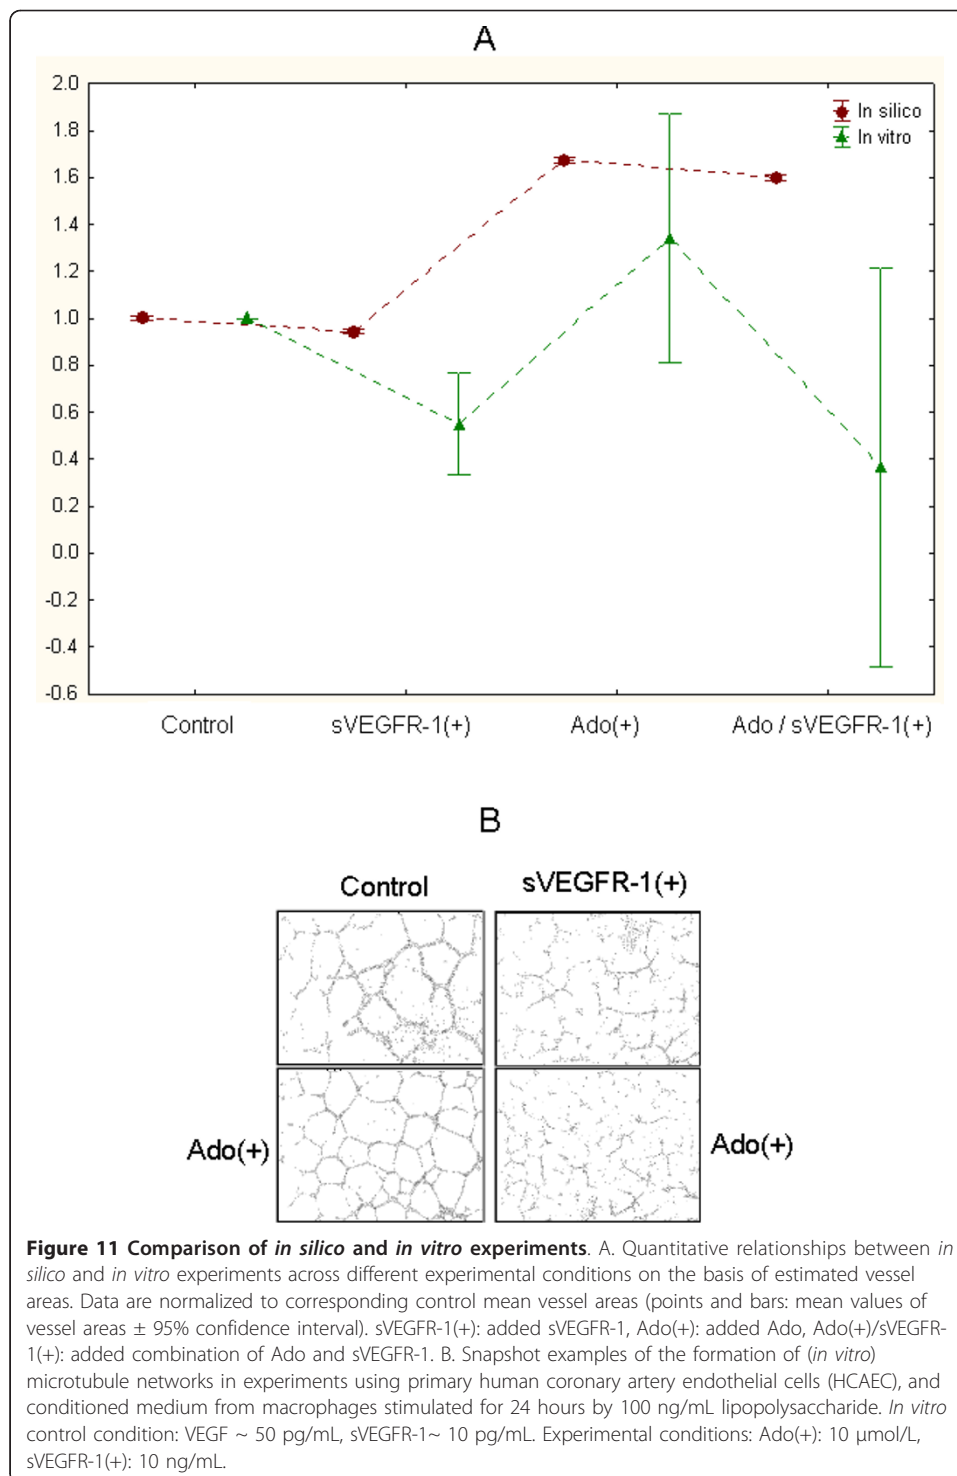 A
2.0
1.8
1.6
1.4
1.2
1.0
0.8
0.6
0.4
0.2
0.0
-0.2
-0.4
-0.6
In silico
In vitro
Control sVEGFR-1(+) Ado(+) Ado / sVEGFR-1(+)
B
Control sVEGFR-1(+)
Ado(+) Ado(+)
Figure 11 Comparison of in silico and in vitro experiments. A. Quantitative relationships between in
silico and in vitro experiments across different experimental conditions on the basis of estimated vessel
areas. Data are normalized to corresponding control mean vessel areas (points and bars: mean values of
vessel areas ± 95% confidence interval). sVEGFR-1(+): added sVEGFR-1, Ado(+): added Ado, Ado(+)/sVEGFR-
1(+): added combination of Ado and sVEGFR-1. B. Snapshot examples of the formation of (in vitro)
microtubule networks in experiments using primary human coronary artery endothelial cells (HCAEC), and
conditioned medium from macrophages stimulated for 24 hours by 100 ng/mL lipopolysaccharide. In vitro
control condition: VEGF ~ 50 pg/mL, sVEGFR-1~ 10 pg/mL. Experimental conditions: Ado(+): 10 μmol/L,
sVEGFR-1(+): 10 ng/mL.